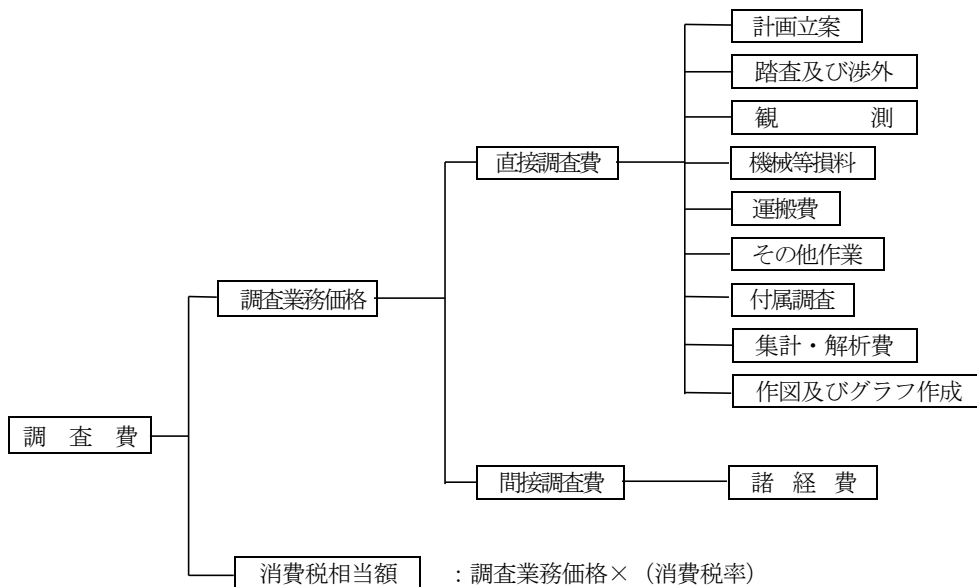 計画立案
踏査及び渉外
観　　　測
機械等損料
直接調査費
運搬費
その他作業
調査業務価格
付属調査
集計・解析費
作図及びグラフ作成
調　査　費
間接調査費
諸　経　費
消費税相当額　：調査業務価格×（消費税率）